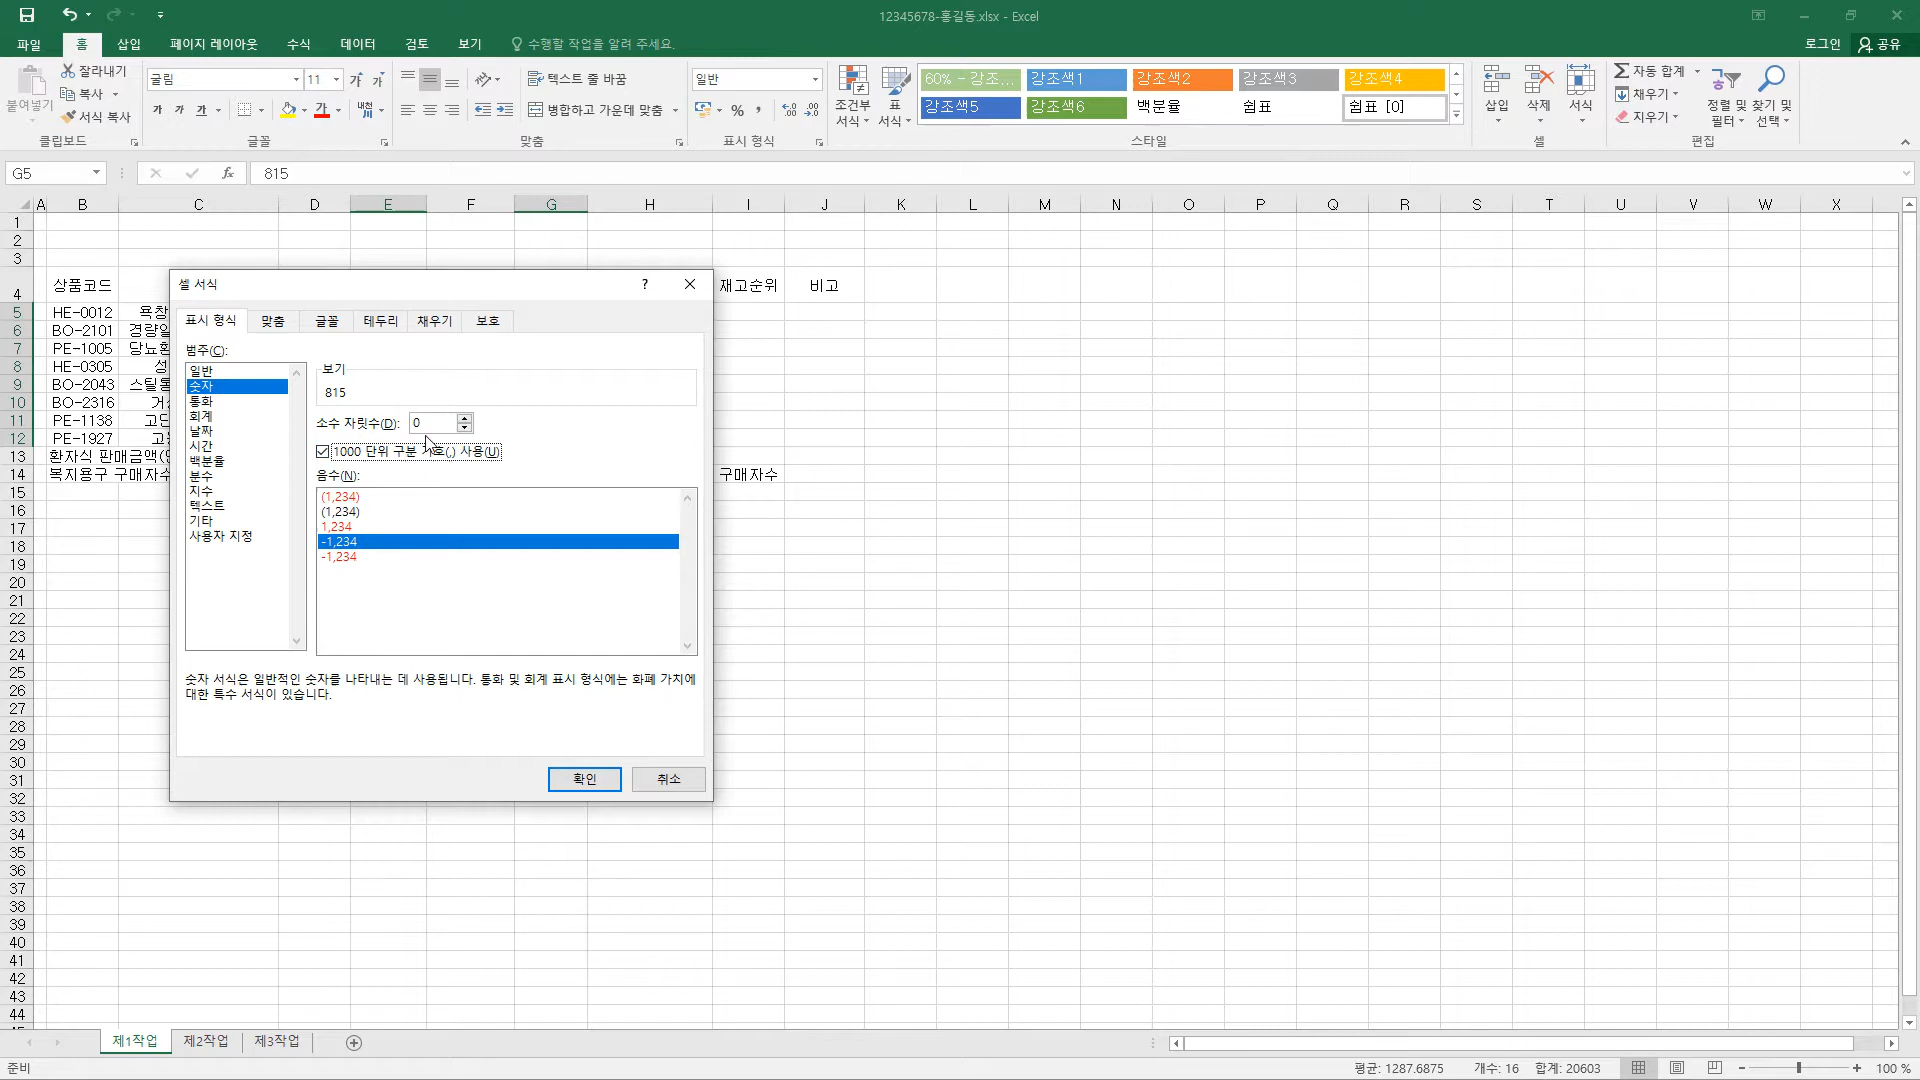 12345678-홍길동.xlsx - Excel
파일 홈 삽입 페이지 레이아웃 수식 데이터 검토 보기 수행할 작업을 알려 주세요. 로그인 공유
붙여넣기 잘라내기 복사 서식 복사 클립보드
굴림 11 가 가 가 가 가 가 내천 글꼴
텍스트 줄 바꿈 병합하고 가운데 맞춤 맞춤
일반 % , 표시 형식
조건부 서식 표 서식 60% - 강조... 강조색1 강조색2 강조색3 강조색4
강조색5 강조색6 백분율 쉼표 쉼표 [0] 스타일
삽입 삭제 서식 셀
자동 합계 채우기 지우기 정렬 및 필터 찾기 및 선택 편집
G5 fx 815
A B C D E F G H I J K L M N O P Q R S T U V W X
1
2
3
4 상품코드 재고순위 비고
5 HE-0012 욕창
6 BO-2101
7 PE-1005
8 HE-0305 성
9 BO-2043
10 BO-2316
11 PE-1138
12 PE-1927
13 환자식 판매금액(
14 복지용구 구매자수 구매자수
15
16
17
18
19
20
21
22
23
24
25
26
27
28
29
30
31
32
33
34
35
36
37
38
39
40
41
42
43
44
셀 서식 ?
표시 형식 맞춤 글꼴 테두리 채우기 보호
범주(C):
일반
숫자
통화
회계
날짜
시간
백분율
분수
지수
텍스트
기타
사용자 지정
보기
815
소수 자릿수(D): 0
1000 단위 구분 기호(,) 사용(U)
음수(N):
(1,234)
(1,234)
1,234
-1,234
-1,234
숫자 서식은 일반적인 숫자를 나타내는 데 사용됩니다. 통화 및 회계 표시 형식에는 화폐 가치에
대한 특수 서식이 있습니다.
확인 취소
제1작업 제2작업 제3작업
준비 평균: 1287.6875 개수: 16 합계: 20603 100 %